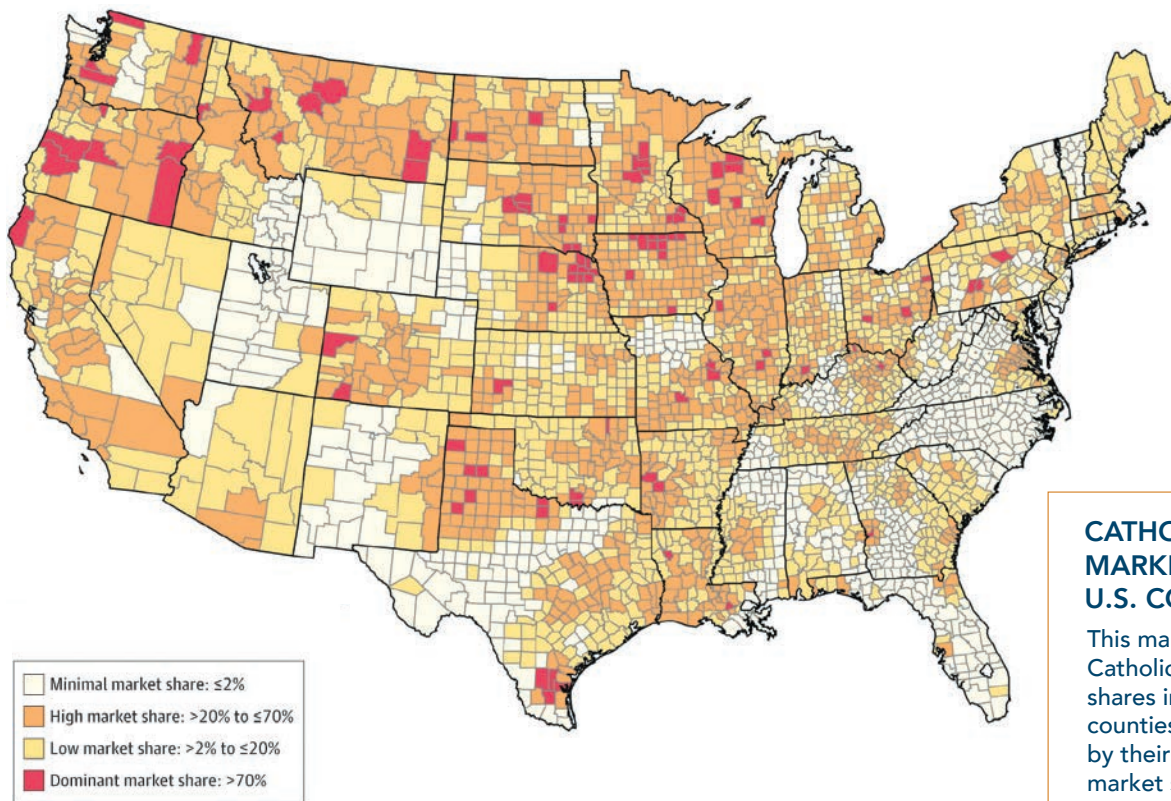 Minimal market share: ≤2%
High market share: >20% to ≤70%
Low market share: >2% to ≤20%
Dominant market share: >70%
CATHO
MARK
U.S. CO
This ma
Catholic
shares i
counties
by their
market